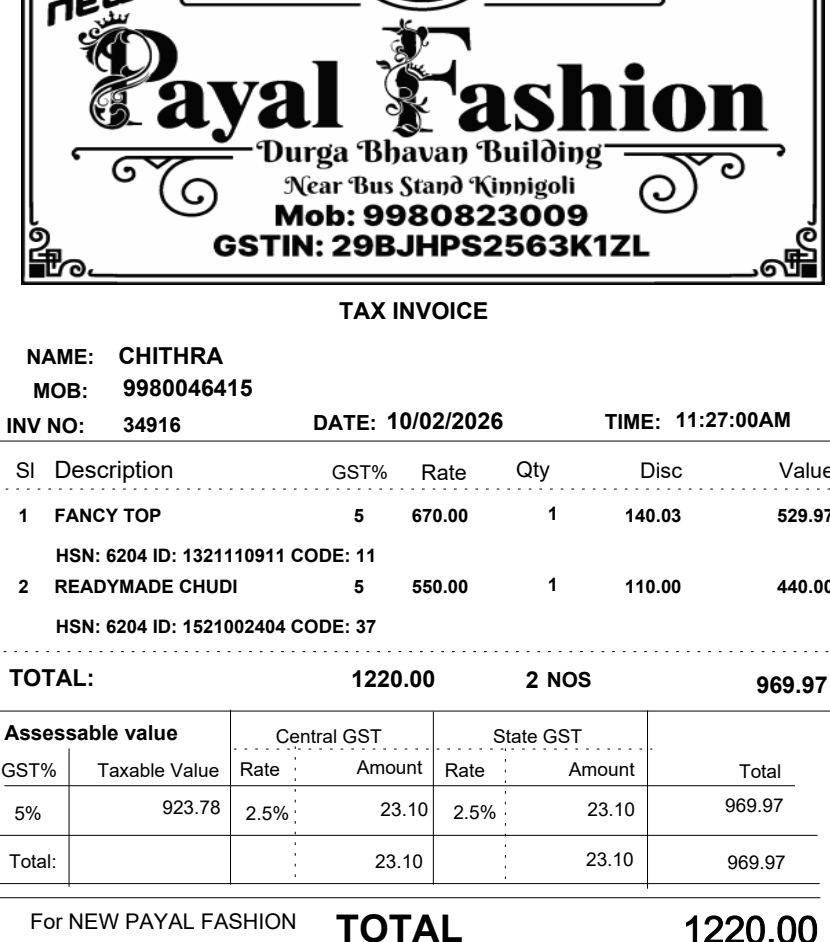 new
Payal Fashion
Durga Bhavan Building
Near Bus Stand Kinnigoli
Mob: 9980823009
GSTIN: 29BJHPS2563K1ZL
TAX INVOICE
NAME: CHITHRA
MOB: 9980046415
INV NO: 34916 DATE: 10/02/2026 TIME: 11:27:00AM
Sl Description GST% Rate Qty Disc Value
1 FANCY TOP 5 670.00 1 140.03 529.97
HSN: 6204 ID: 1321110911 CODE: 11
2 READYMADE CHUDI 5 550.00 1 110.00 440.00
HSN: 6204 ID: 1521002404 CODE: 37
TOTAL: 1220.00 2 NOS 969.97
Assessable value Central GST State GST
GST% Taxable Value Rate Amount Rate Amount Total
5% 923.78 2.5% 23.10 2.5% 23.10 969.97
Total: 23.10 23.10 969.97
For NEW PAYAL FASHION TOTAL 1220.00